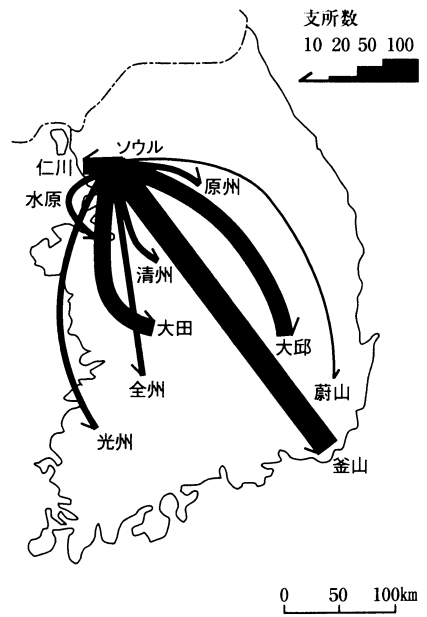 支所数
10 20 50 100
ソウル
仁川
原州
水原
清州
大田
大邱
全州
蔚山
光州
釜山
0 50 100km